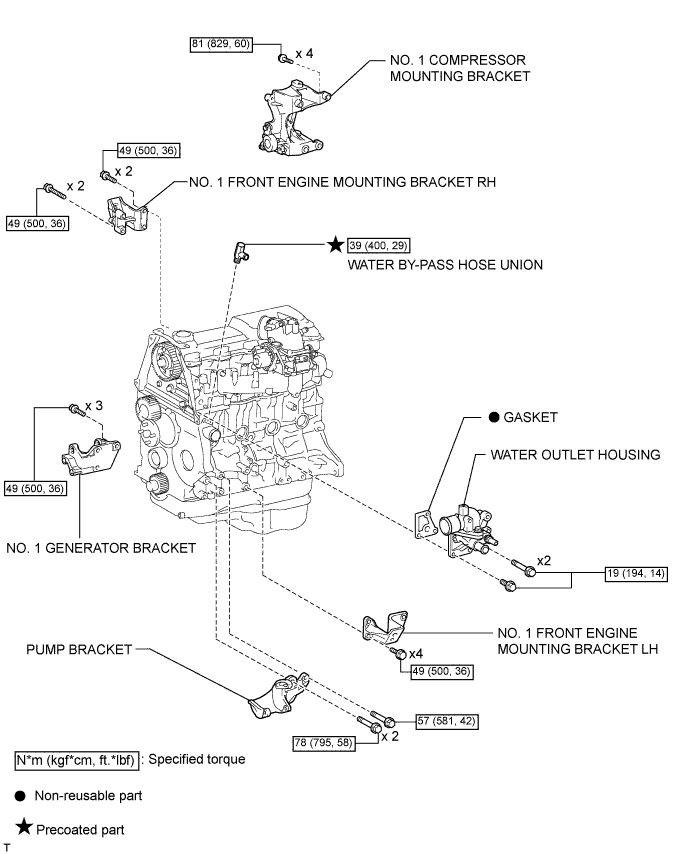 81 (829, 60)
x 4
NO. 1 COMPRESSOR
MOUNTING BRACKET
49 (500, 36)
x 2
x 2
NO. 1 FRONT ENGINE MOUNTING BRACKET RH
49 (500, 36)
★ 39 (400, 29)
WATER BY-PASS HOSE UNION
x 3
● GASKET
WATER OUTLET HOUSING
49 (500, 36)
NO. 1 GENERATOR BRACKET
x2
19 (194, 14)
NO. 1 FRONT ENGINE
MOUNTING BRACKET LH
PUMP BRACKET
x4
49 (500, 36)
57 (581, 42)
x 2
78 (795, 58)
N*m (kgf*cm, ft.*lbf) : Specified torque
● Non-reusable part
★ Precoated part
T